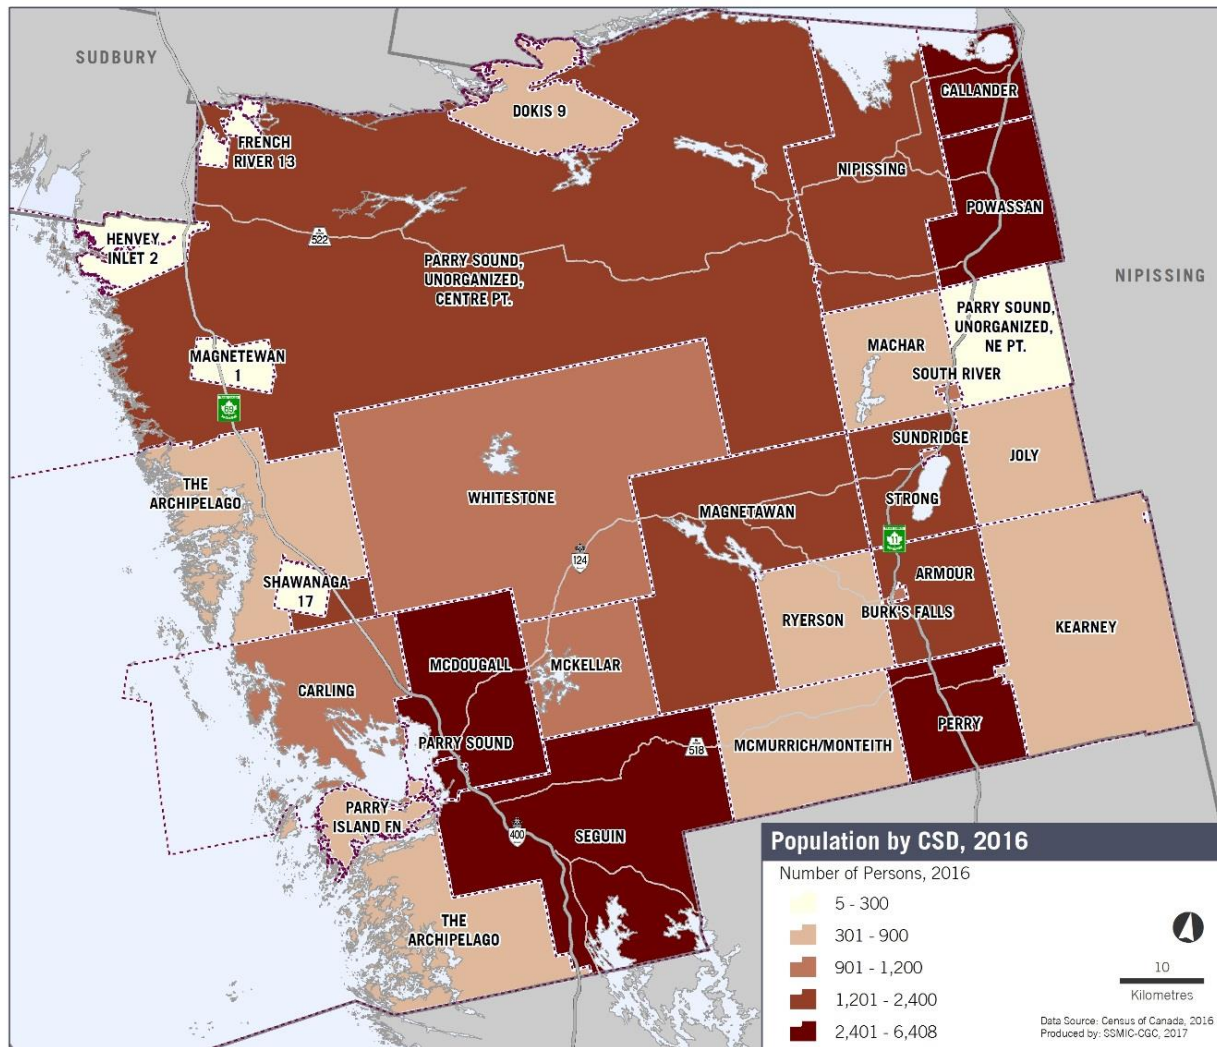 SUDBURY
DOKIS 9
CALLANDER
FRENCH
RIVER 13
NIPISSING
POWASSAN
HENVEY
INLET 2
522
PARRY SOUND,
UNORGANIZED,
CENTRE PT.
NIPISSING
PARRY SOUND,
UNORGANIZED,
NE PT.
MACHAR
MAGNETEWAN
1
SOUTH RIVER
69
SUNDRIDGE
JOLY
THE
ARCHIPELAGO
WHITESTONE
STRONG
MAGNETAWAN
11
124
ARMOUR
SHAWANAGA
17
BURK'S FALLS
RYERSON
KEARNEY
MCDOUGALL
MCKELLAR
CARLING
PERRY
PARRY SOUND
518
MCMURRICH/MONTEITH
PARRY
ISLAND FN
400
SEGUIN
THE
ARCHIPELAGO
Population by CSD, 2016
Number of Persons, 2016
5 - 300
301 - 900
901 - 1,200
1,201 - 2,400
2,401 - 6,408
10
Kilometres
Data Source: Census of Canada, 2016
Produced by: SSMIC-CGC, 2017